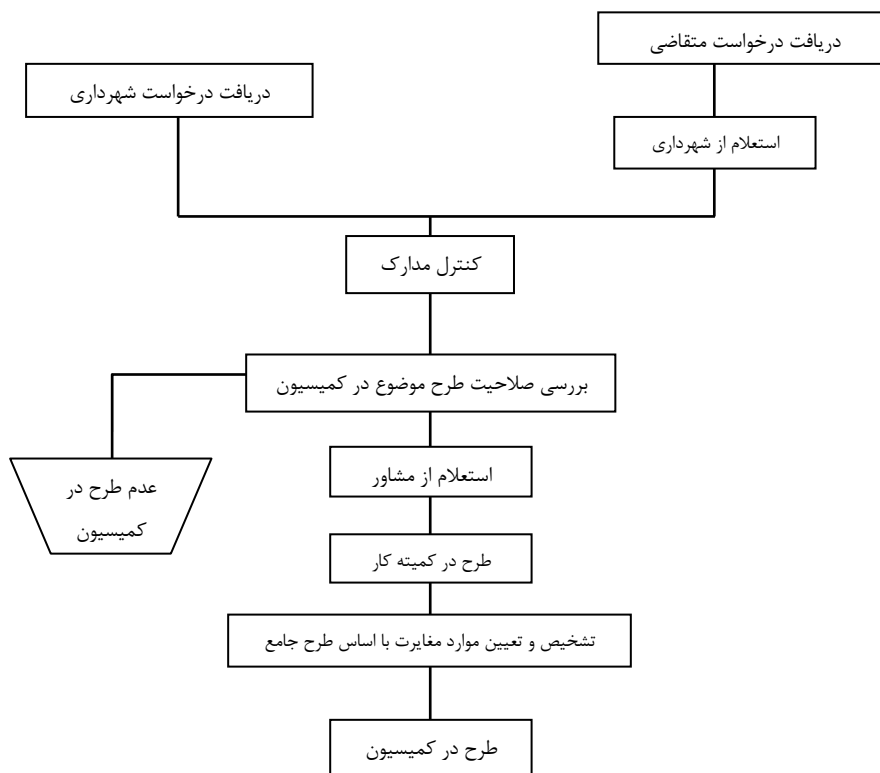 دریافت درخواست متقاضی
دریافت درخواست شهرداری
استعلام از شهرداری
کنترل مدارک
بررسی صلاحیت طرح موضوع در کمیسیون
استعلام از مشاور
عدم طرح در
کمیسیون
طرح در کمیته کار
تشخیص و تعیین موارد مغایرت با اساس طرح جامع
طرح در کمیسیون